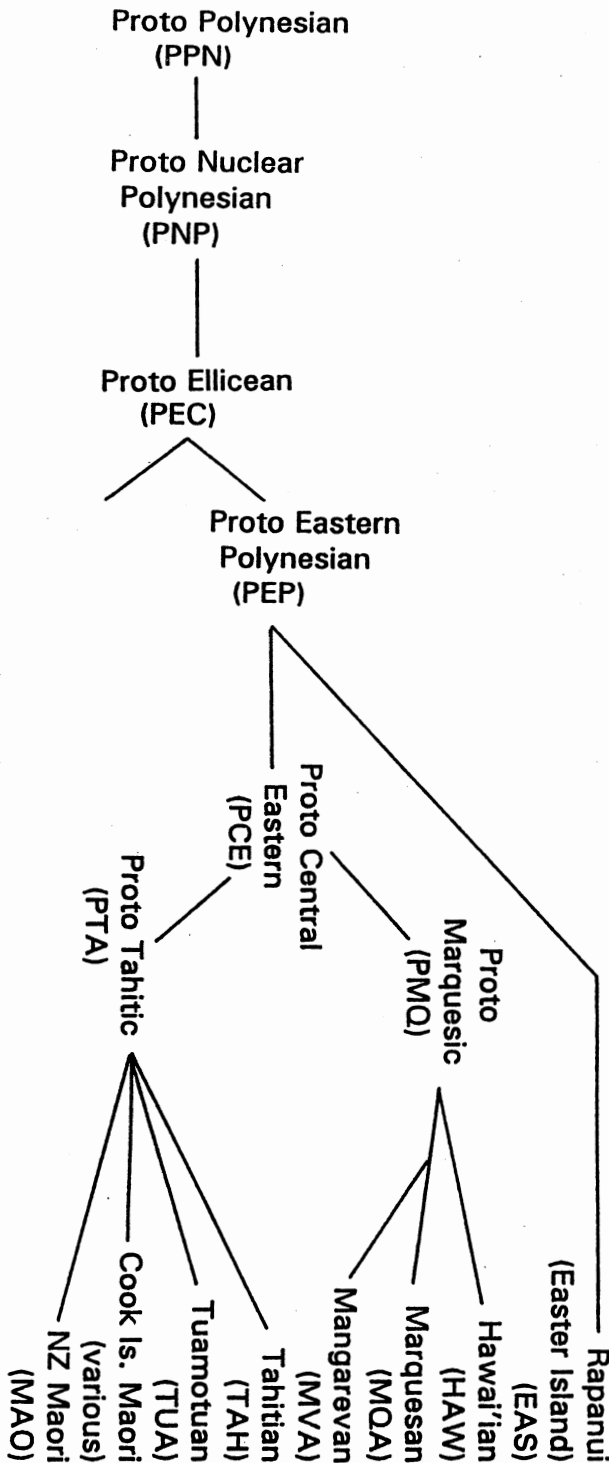 Proto Polynesian
(PPN)
Proto Nuclear
Polynesian
(PNP)
Proto Ellicean
(PEC)
Proto Eastern
Polynesian
(PEP)
Proto Central
Eastern
(PCE)
Proto
Marquesic
(PMQ)
Proto Tahitic
(PTA)
Rapanui
(Easter Island)
(EAS)
Hawai'ian
(HAW)
Marquesan
(MQA)
Mangarevan
(MVA)
Tahitian
(TAH)
Tuamotuan
(TUA)
Cook Is. Maori
(various)
NZ Maori
(MAO)